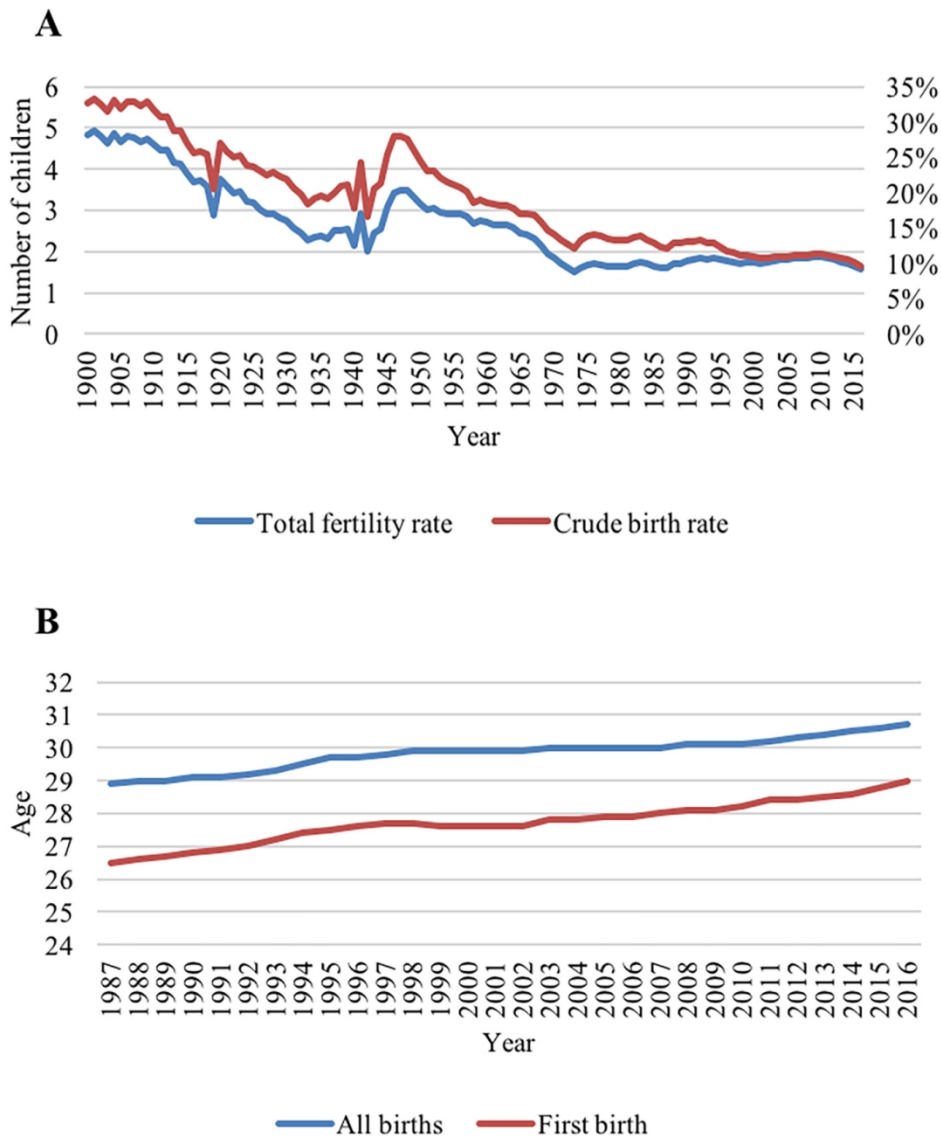 A
6 35%
5 30%
25%
4 20%
3 15%
2 10%
1 5%
0 0%
Number of children
1900 1905 1910 1915 1920 1925 1930 1935 1940 1945 1950 1955 1960 1965 1970 1975 1980 1985 1990 1995 2000 2005 2010 2015
Year
Total fertility rate Crude birth rate
B
32
31
30
29
28
27
26
25
24
Age
1987 1988 1989 1990 1991 1992 1993 1994 1995 1996 1997 1998 1999 2000 2001 2002 2003 2004 2005 2006 2007 2008 2009 2010 2011 2012 2013 2014 2015 2016
Year
All births First birth